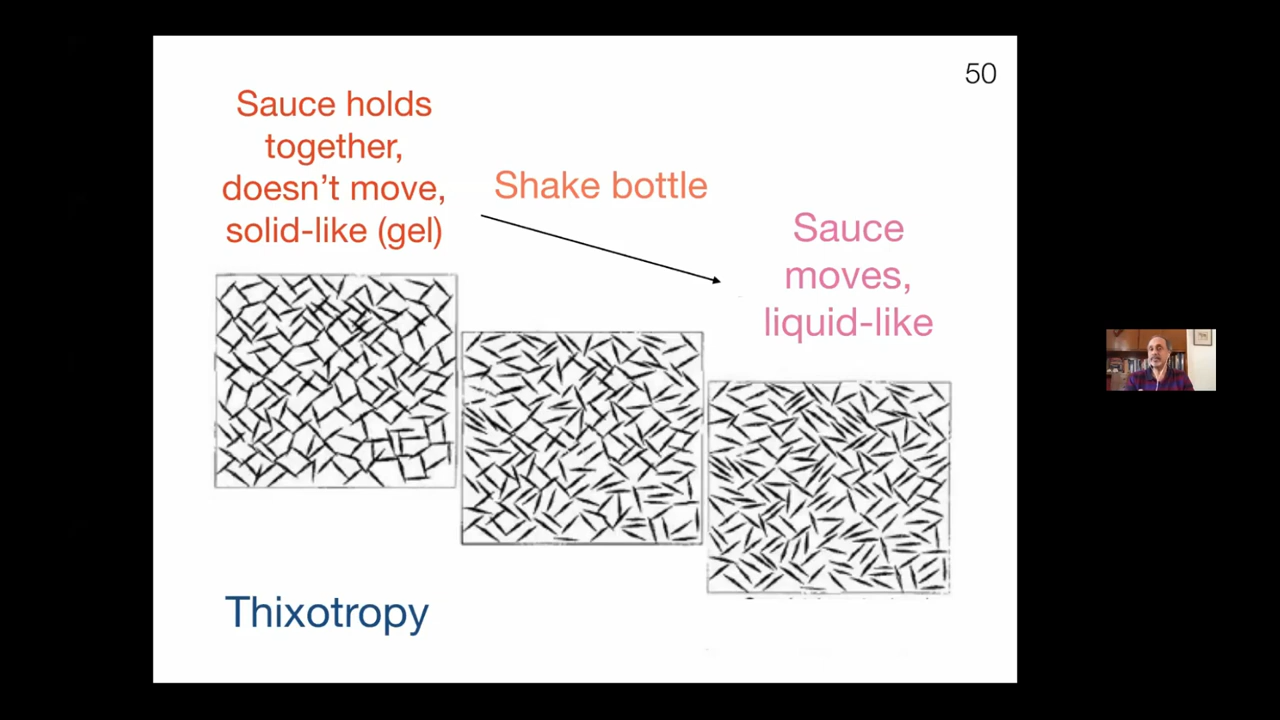 50
Sauce holds
together,
doesn't move,
solid-like (gel)
Shake bottle
Sauce
moves,
liquid-like
Thixotropy